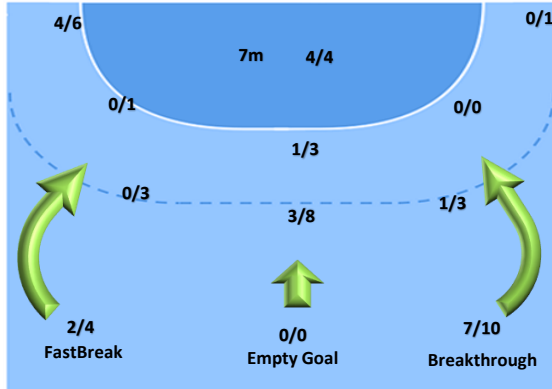 4/6
0/1
7m 4/4
0/1
0/0
1/3
0/3
1/3
3/8
2/4
FastBreak
0/0
Empty Goal
7/10
Breakthrough